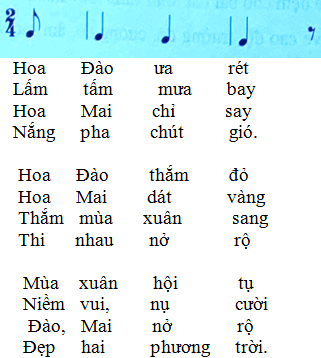 2
4
Hoa Đào ưa rét
Lấm tấm mưa bay
Hoa Mai chỉ say
Nắng pha chút gió.
Hoa Đào thắm đỏ
Hoa Mai dát vàng
Thắm mùa xuân sang
Thi nhau nở rộ
Mùa xuân hội tụ
Niềm vui, nụ cười
Đào, Mai nở rộ
Đẹp hai phương trời.